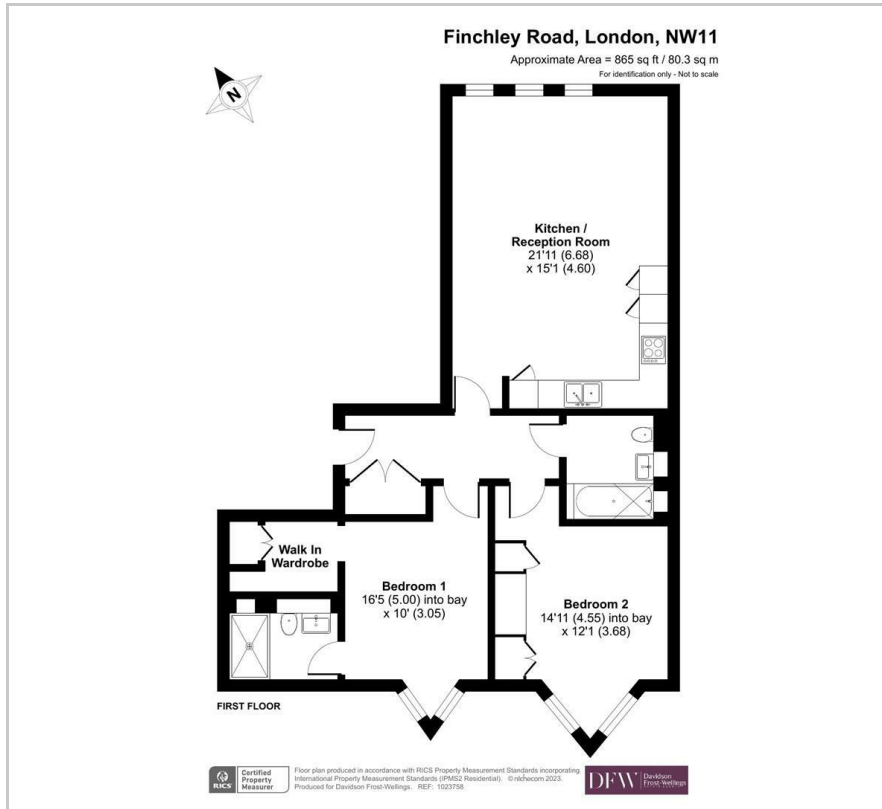 Finchley Road, London, NW11
Approximate Area = 865 sq ft / 80.3 sq m
For identification only - Not to scale
N
Kitchen /
Reception Room
21'11 (6.68)
x 15'1 (4.60)
Walk In
Wardrobe
Bedroom 1
16'5 (5.00) into bay
x 10' (3.05)
Bedroom 2
14'11 (4.55) into bay
x 12'1 (3.68)
FIRST FLOOR
RICS
Certified
Property
Measurer
Floor plan produced in accordance with RICS Property Measurement Standards incorporating
International Property Measurement Standards (IPMS2 Residential). © nichecom 2023.
Produced for Davidson Frost-Wellings. REF: 1023758
DFW
Davidson
Frost-Wellings